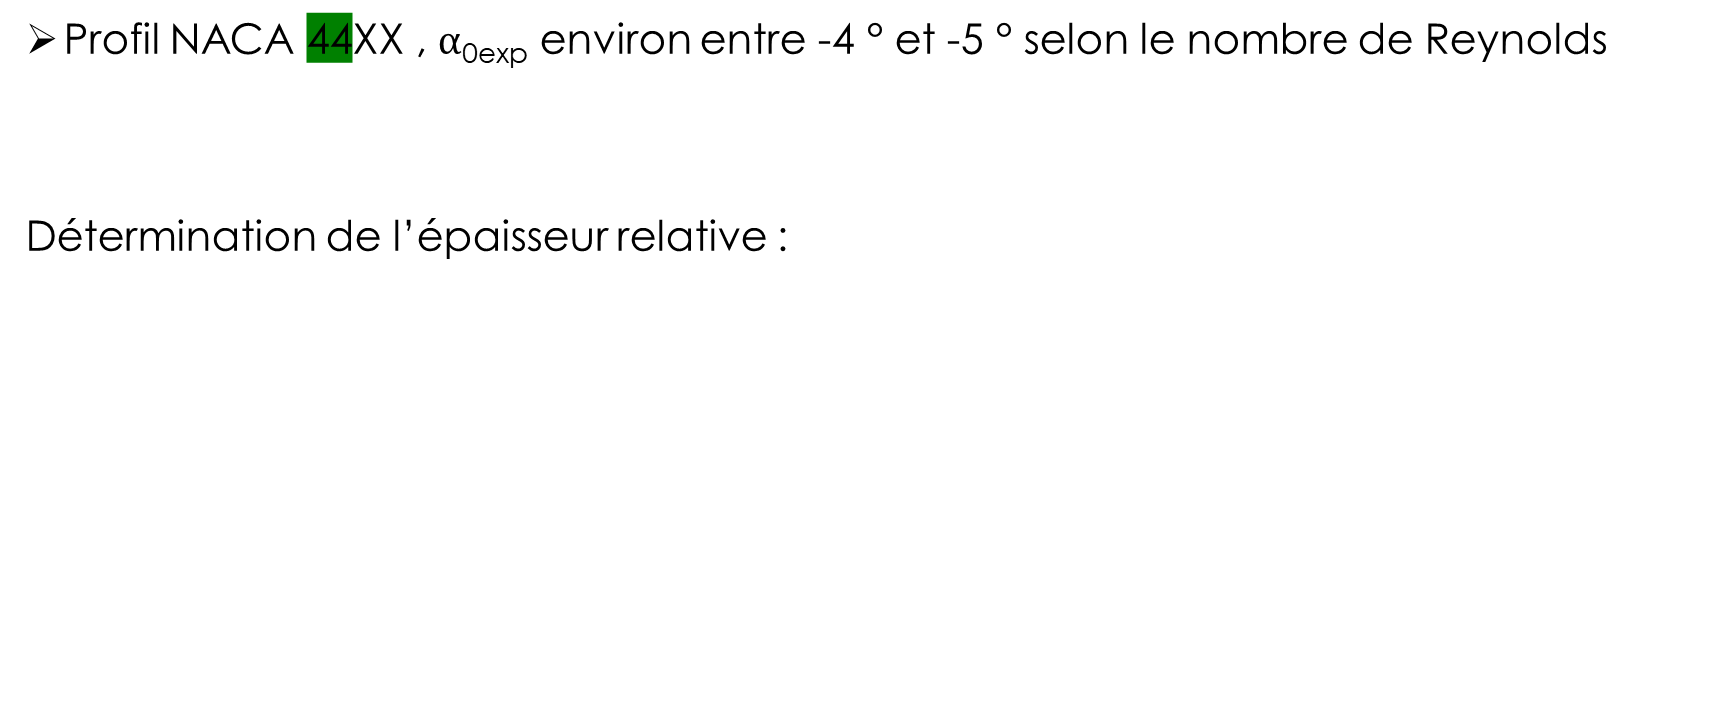 ➢ Profil NACA 44XX , α0exp environ entre -4 ° et -5 ° selon le nombre de Reynolds
Détermination de l’épaisseur relative :